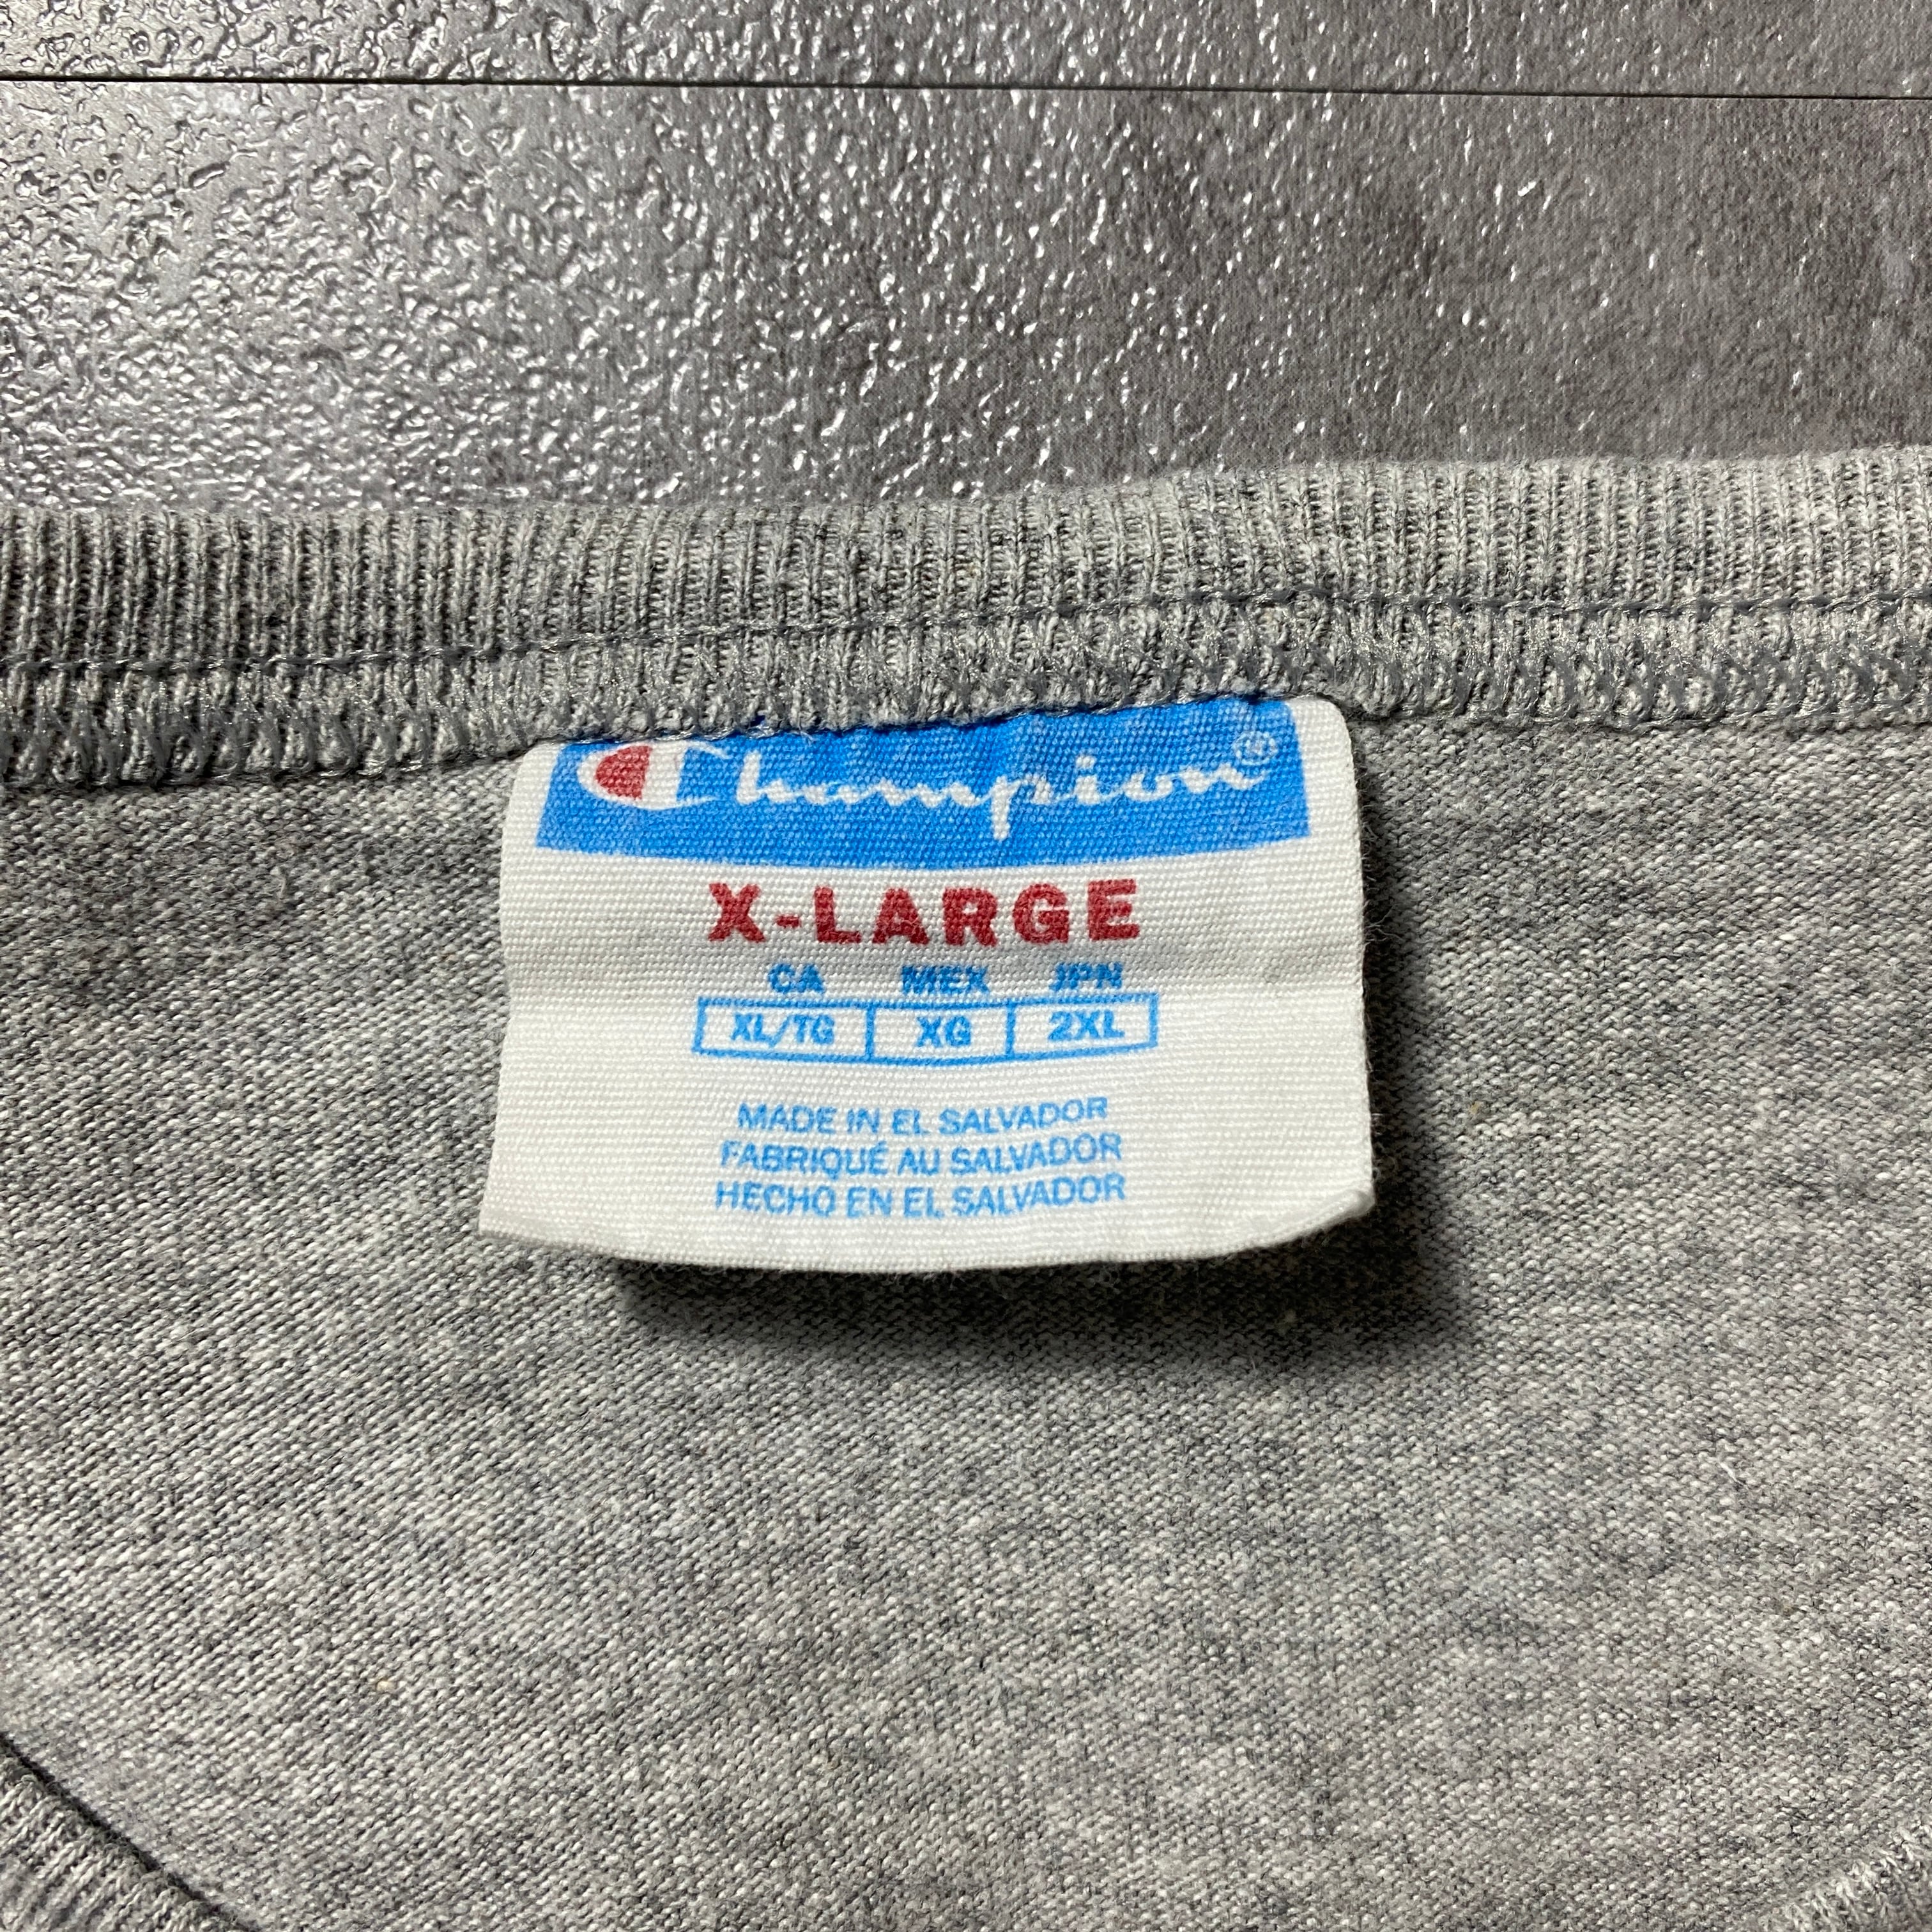 Champion®
X-LARGE
CA MEX JPN
XL/TG XG 2XL
MADE IN EL SALVADOR
FABRIQUÉ AU SALVADOR
HECHO EN EL SALVADOR